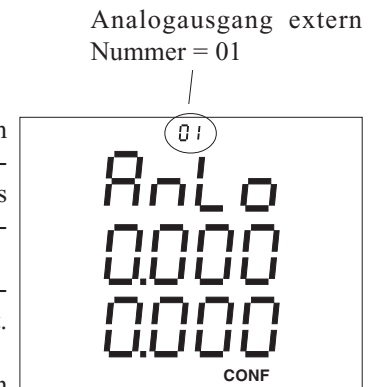 Analogausgang extern
Nummer = 01
01
AnLo
0.000
0.000
CONF